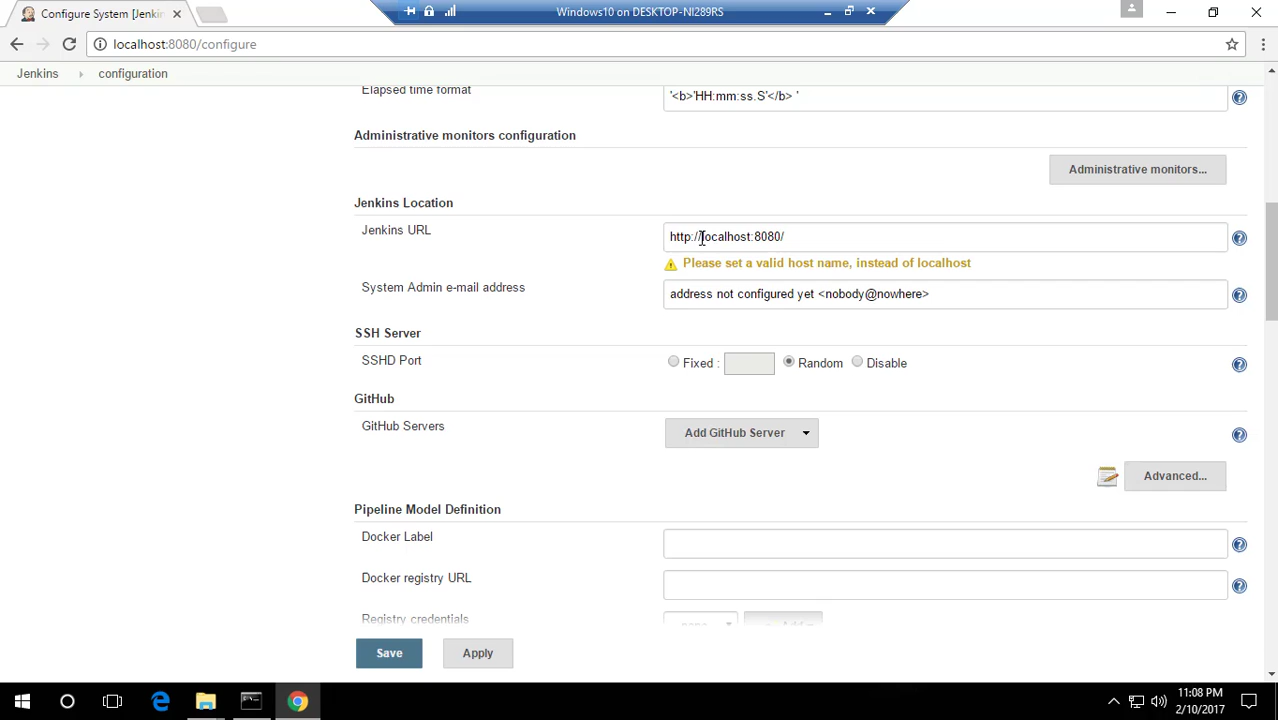 Configure System [Jenki
Windows10 on DESKTOP-NI289RS
localhost:8080/configure
Jenkins configuration
Elapsed time format '<b>'HH:mm:ss.S'</b> '
Administrative monitors configuration
Administrative monitors...
Jenkins Location
Jenkins URL http://localhost:8080/
Please set a valid host name, instead of localhost
System Admin e-mail address address not configured yet <nobody@nowhere>
SSH Server
SSHD Port Fixed : Random Disable
GitHub
GitHub Servers Add GitHub Server
Advanced...
Pipeline Model Definition
Docker Label
Docker registry URL
Registry credentials
Save Apply
11:08 PM
2/10/2017